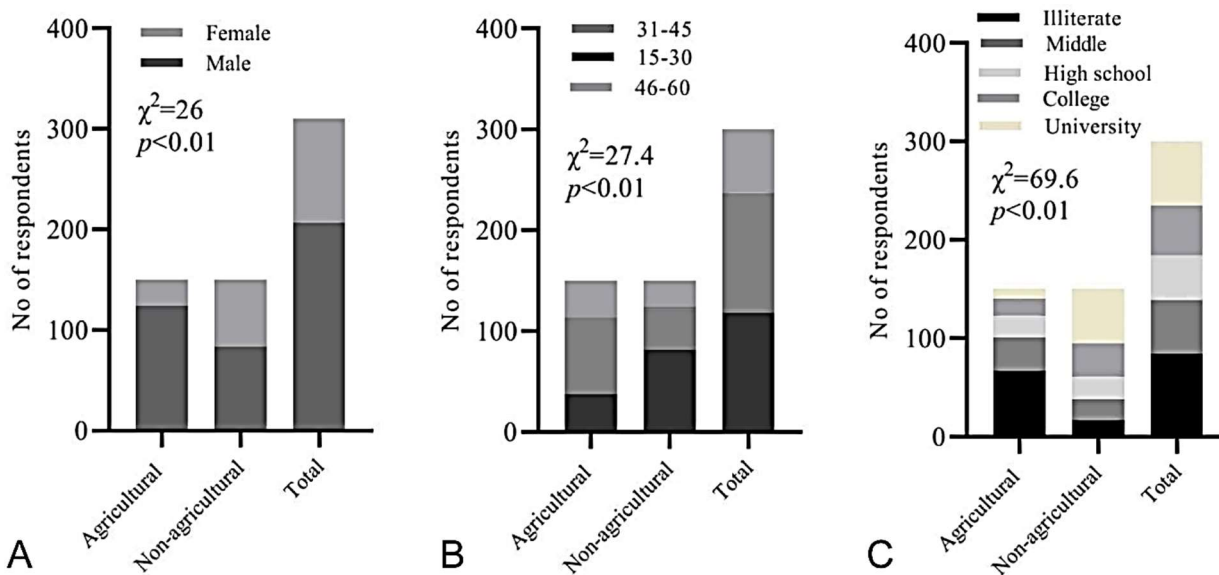 400
300
200
100
0
No of respondents
Female
Male
χ²=26
p<0.01
Agricultural
Non-agricultural
Total
A
400
300
200
100
0
No of respondents
31-45
15-30
46-60
χ²=27.4
p<0.01
Agricultural
Non-agricultural
Total
B
400
300
200
100
0
No of respondents
Illiterate
Middle
High school
College
University
χ²=69.6
p<0.01
Agricultural
Non-agricultural
Total
C